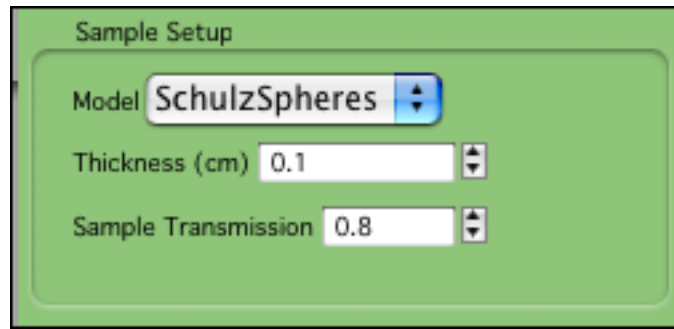 Sample Setup
Model SchulzSpheres
Thickness (cm) 0.1
Sample Transmission 0.8